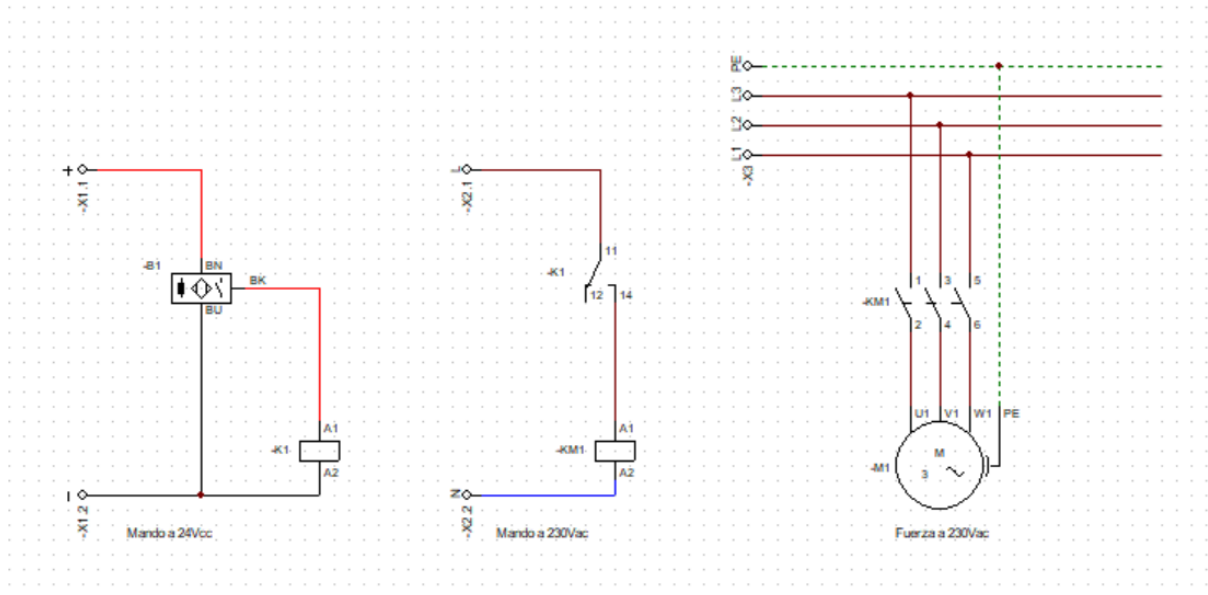 +
-X1.1
-B1
BN
BK
BU
-K1
A1
A2
-X1.2
Mando a 24Vcc
L
-X2.1
11
-K1
12
14
-KM1
A1
A2
N
-X2.2
Mando a 230Vac
PE
L3
L2
L1
-X3
-KM1
1
3
5
2
4
6
U1
V1
W1
PE
-M1
M
3
Fuerza a 230Vac